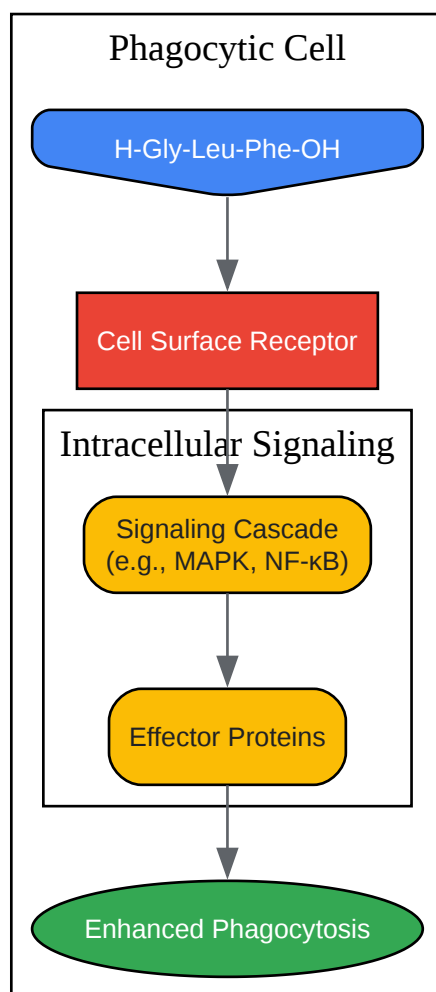 Phagocytic Cell
H-Gly-Leu-Phe-OH
Cell Surface Receptor
Intracellular Signaling
Signaling Cascade
(e.g., MAPK, NF-κB)
Effector Proteins
Enhanced Phagocytosis